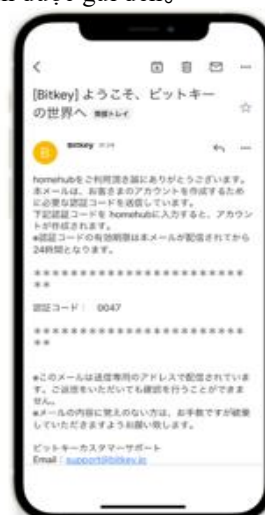 [Bitkey] ようこそ、ビットキー
の世界へ 受信トレイ
B Bitkey
homehubをご利用頂き誠にありがとうございます。
本メールは、お客さまのアカウントを作成するため
に必要な認証コードを送信しています。
下記認証コードを homehubに入力すると、アカウン
トが作成されます。
※認証コードの有効期限は本メールが配信されてから
24時間となります。
************************
**
認証コード： 0047
************************
**
※このメールは送信専用のアドレスで配信されていま
す。ご返信をいただいても確認を行うことができま
せん。
※メールの内容に覚えのない方は、お手数ですが破棄
していただきますようお願い致します。
ビットキーカスタマーサポート
Email : support@bitkey.jp